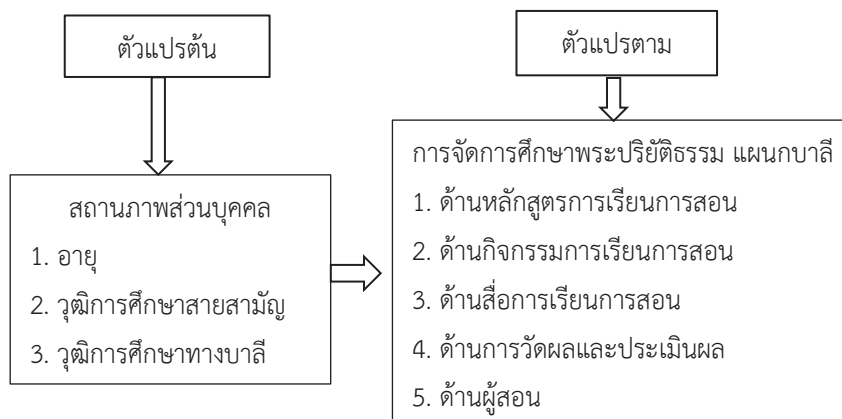 ตัวแปรต้น
ตัวแปรตาม
สถานภาพส่วนบุคคล
1. อายุ
2. วุฒิการศึกษาสายสามัญ
3. วุฒิการศึกษาทางบาลี
การจัดการศึกษาพระปริยัติธรรม แผนกบาลี
1. ด้านหลักสูตรการเรียนการสอน
2. ด้านกิจกรรมการเรียนการสอน
3. ด้านสื่อการเรียนการสอน
4. ด้านการวัดผลและประเมินผล
5. ด้านผู้สอน